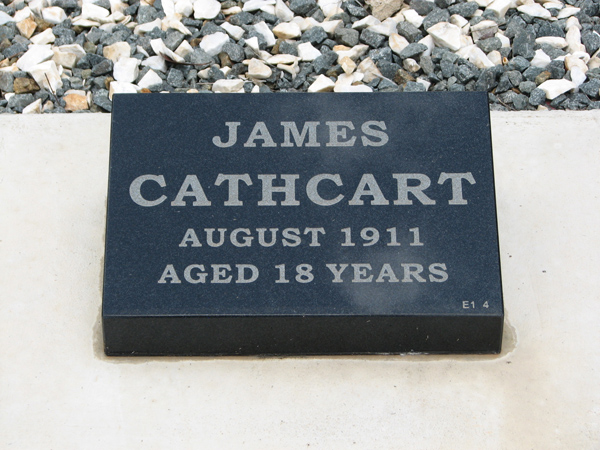 JAMES
CATHCART
AUGUST 1911
AGED 18 YEARS
E1 4